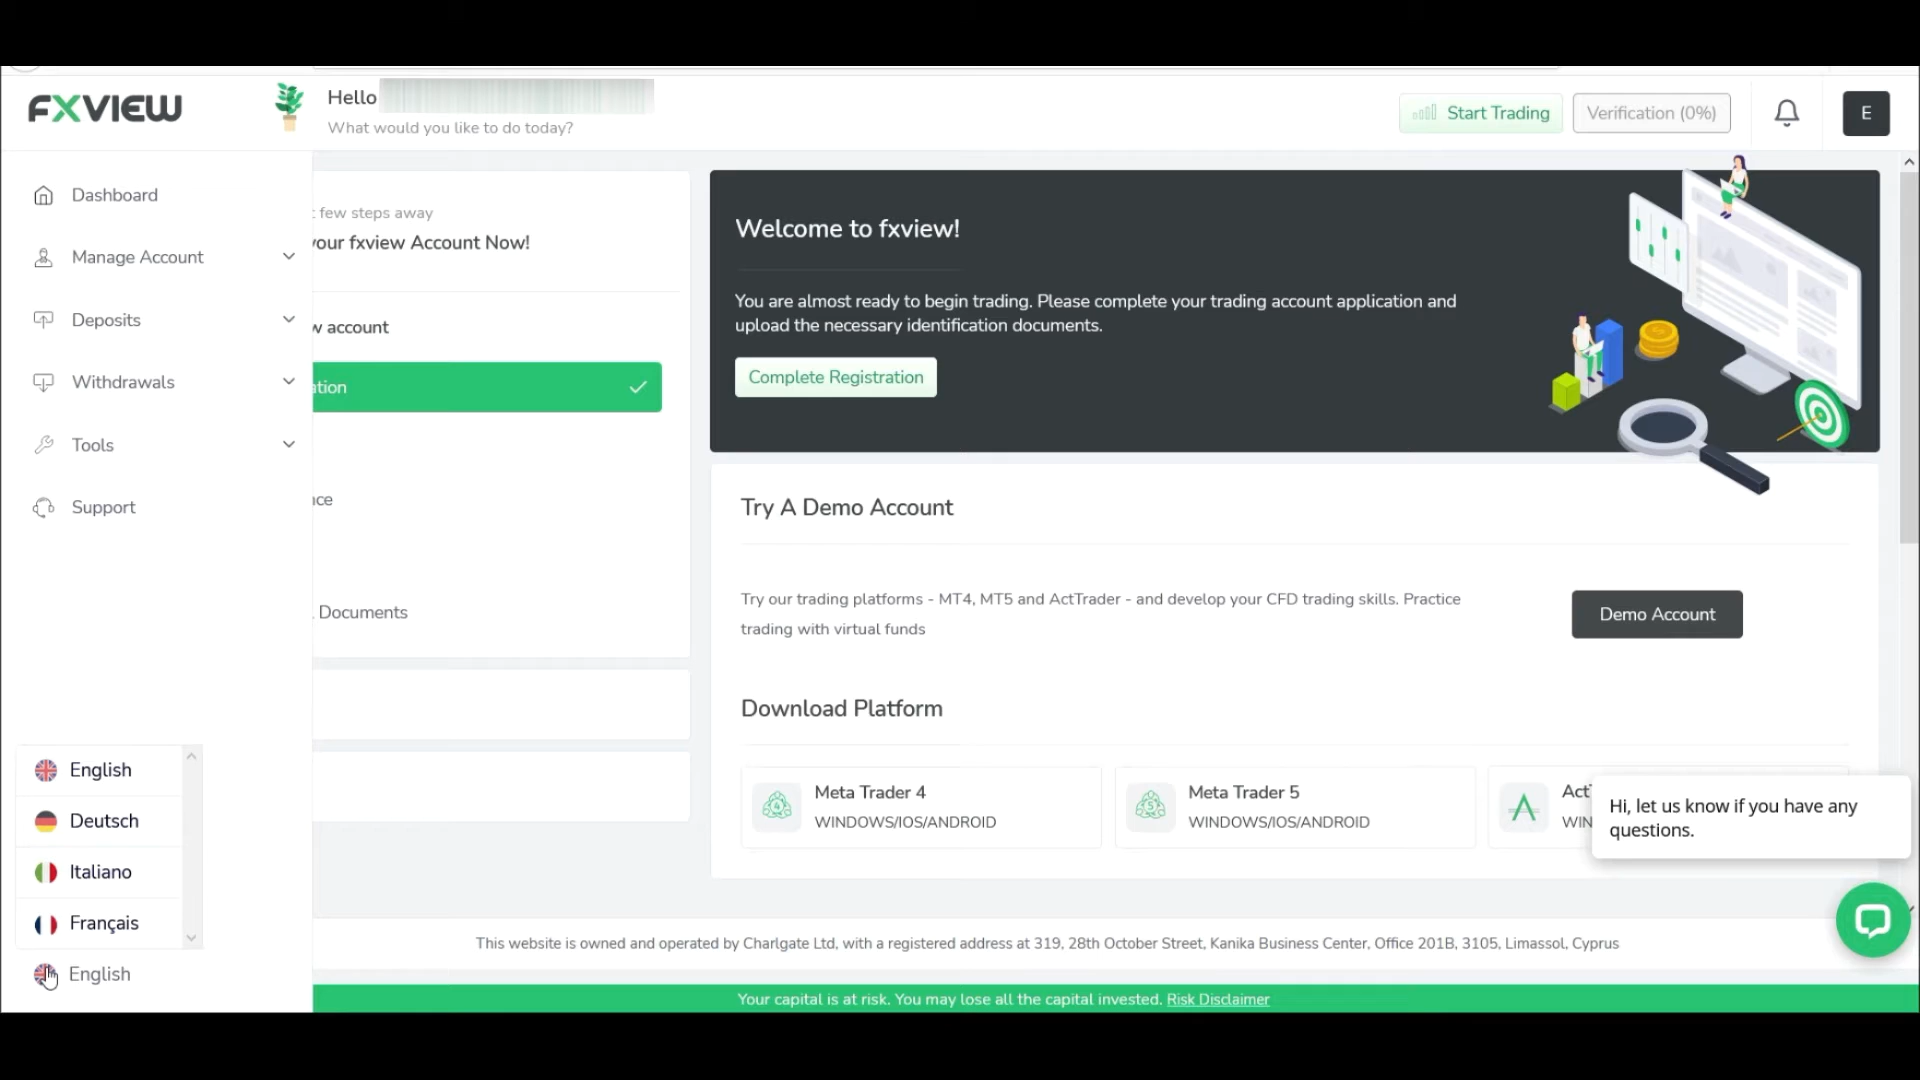 FXVIEW
Hello
What would you like to do today?
Start Trading
Verification (0%)
E
Dashboard
Manage Account
Deposits
Withdrawals
Tools
Support
English
Deutsch
Italiano
Français
English
few steps away
your fxview Account Now!
account
Documents
Welcome to fxview!
You are almost ready to begin trading. Please complete your trading account application and
upload the necessary identification documents.
Complete Registration
Try A Demo Account
Try our trading platforms - MT4, MT5 and ActTrader - and develop your CFD trading skills. Practice
trading with virtual funds
Demo Account
Download Platform
Meta Trader 4
WINDOWS/IOS/ANDROID
Meta Trader 5
WINDOWS/IOS/ANDROID
Hi, let us know if you have any
questions.
This website is owned and operated by Charlgate Ltd, with a registered address at 319, 28th October Street, Kanika Business Center, Office 201B, 3105, Limassol, Cyprus
Your capital is at risk. You may lose all the capital invested. Risk Disclaimer